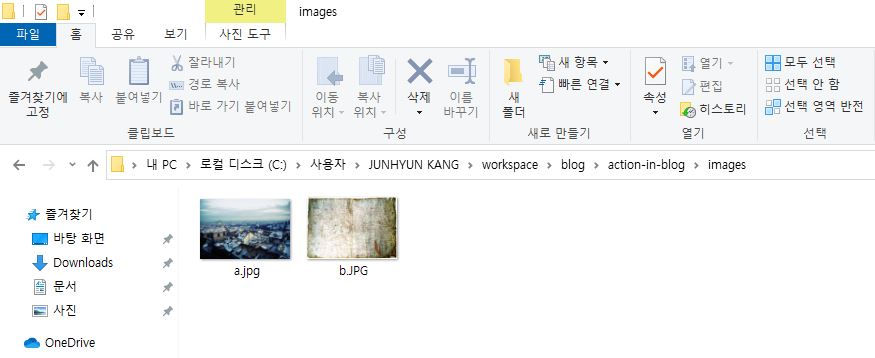 관리
images
파일
홈
공유
보기
사진 도구
즐겨찾기에
고정
복사
붙여넣기
잘라내기
경로 복사
바로 가기 붙여넣기
클립보드
이동
위치
복사
위치
삭제
이름
바꾸기
구성
새
폴더
새 항목
빠른 연결
새로 만들기
속성
열기
편집
히스토리
열기
모두 선택
선택 안 함
선택 영역 반전
선택
내 PC > 로컬 디스크 (C:) > 사용자 > JUNHYUN KANG > workspace > blog > action-in-blog > images
즐겨찾기
바탕 화면
Downloads
문서
사진
OneDrive
a.jpg
b.JPG